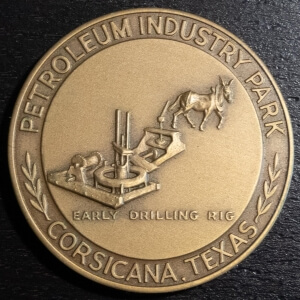 PETROLEUM INDUSTRY PARK
EARLY DRILLING RIG
CORSICANA, TEXAS